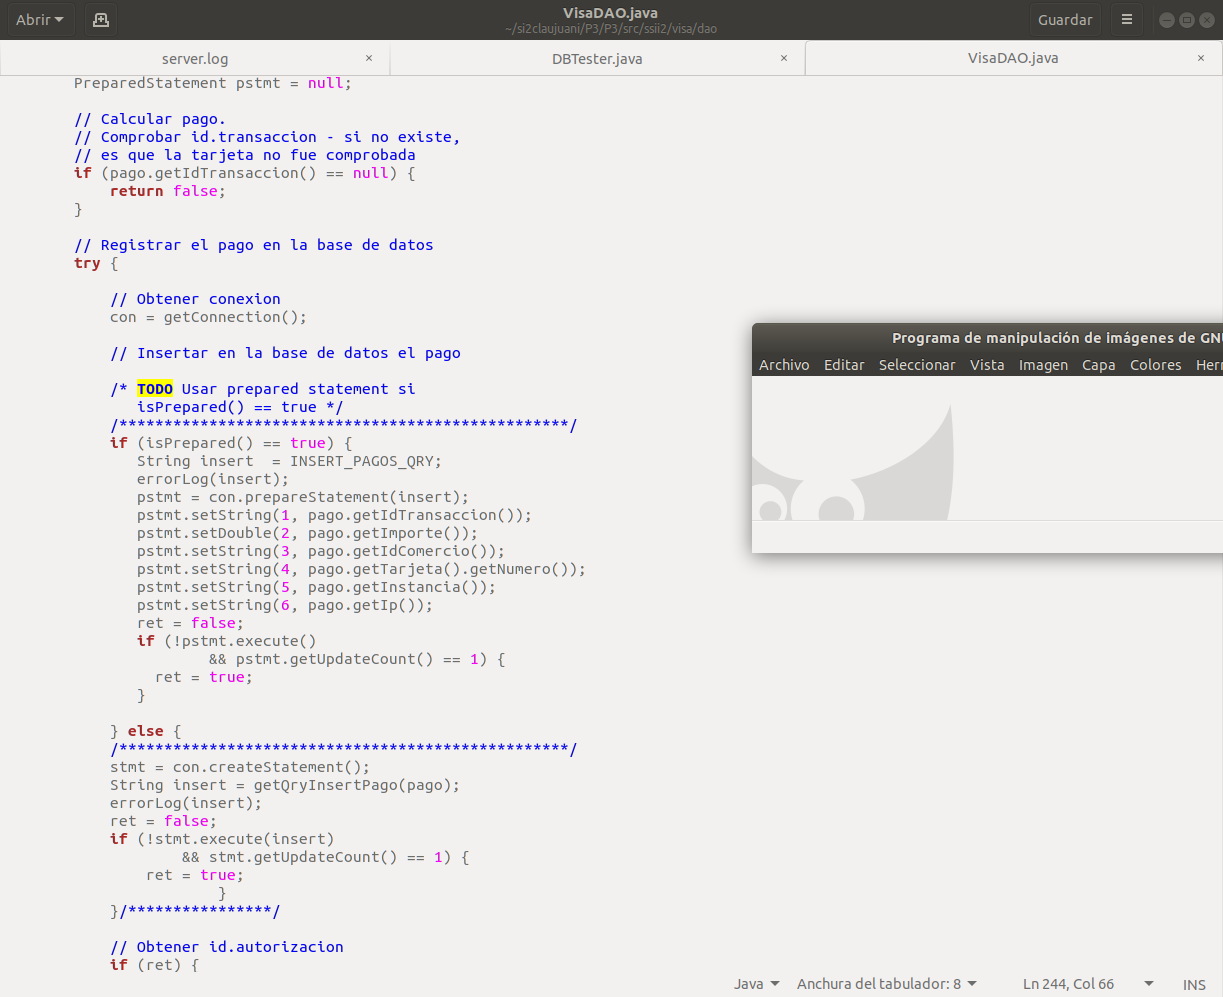 Abrir
VisaDAO.java
~/si2claujuani/P3/P3/src/ssii2/visa/dao
Guardar
server.log ×
DBTester.java ×
VisaDAO.java ×
PreparedStatement pstmt = null;
// Calcular pago.
// Comprobar id.transaccion - si no existe,
// es que la tarjeta no fue comprobada
if (pago.getIdTransaccion() == null) {
return false;
}
// Registrar el pago en la base de datos
try {
// Obtener conexion
con = getConnection();
// Insertar en la base de datos el pago
/* TODO Usar prepared statement si
isPrepared() == true */
/**************************************************/
if (isPrepared() == true) {
String insert  = INSERT_PAGOS_QRY;
errorLog(insert);
pstmt = con.prepareStatement(insert);
pstmt.setString(1, pago.getIdTransaccion());
pstmt.setDouble(2, pago.getImporte());
pstmt.setString(3, pago.getIdComercio());
pstmt.setString(4, pago.getTarjeta().getNumero());
pstmt.setString(5, pago.getInstancia());
pstmt.setString(6, pago.getIp());
ret = false;
if (!pstmt.execute()
&& pstmt.getUpdateCount() == 1) {
ret = true;
}
} else {
/**************************************************/
stmt = con.createStatement();
String insert = getQryInsertPago(pago);
errorLog(insert);
ret = false;
if (!stmt.execute(insert)
&& stmt.getUpdateCount() == 1) {
ret = true;
}
}/****************/
// Obtener id.autorizacion
if (ret) {
Programa de manipulación de imágenes de GN
Archivo Editar Seleccionar Vista Imagen Capa Colores Herr
Java Anchura del tabulador: 8 Ln 244, Col 66 INS